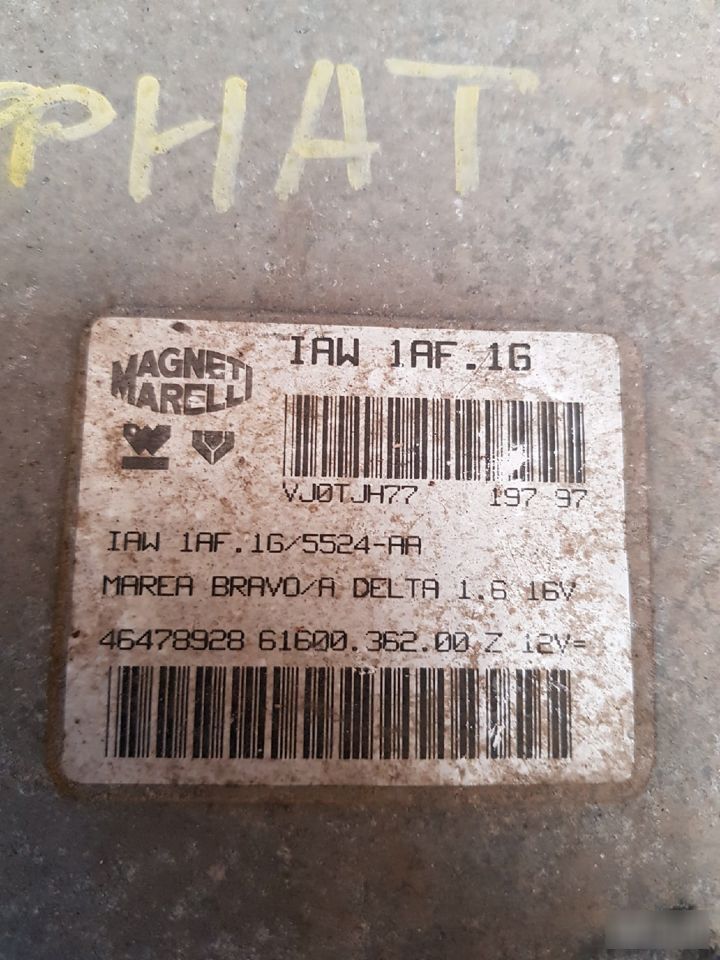 ФИАТ
MAGNETI
MARELLI
IAW 1AF.1G
VJ0TJH77 197 97
IAW 1AF.1G/5524-AA
MAREA BRAVO/A DELTA 1.6 16V
46478928 61600.362.00 Z 12V=